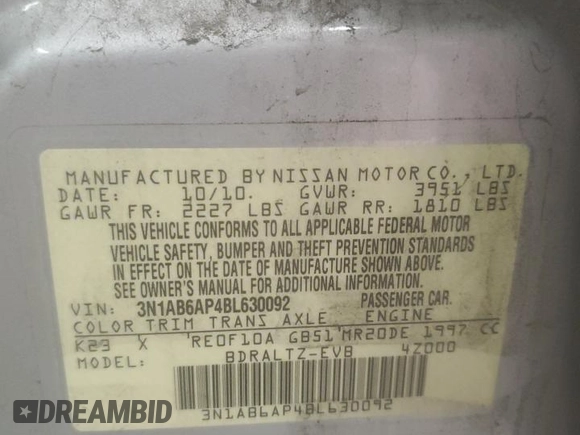 MANUFACTURED BY NISSAN MOTOR CO., LTD.
DATE: 10/10. GVWR: 3951 LBS
GAWR FR: 2227 LBS GAWR RR: 1810 LBS
THIS VEHICLE CONFORMS TO ALL APPLICABLE FEDERAL MOTOR
VEHICLE SAFETY, BUMPER AND THEFT PREVENTION STANDARDS
IN EFFECT ON THE DATE OF MANUFACTURE SHOWN ABOVE.
SEE OWNER'S MANUAL FOR ADDITIONAL INFORMATION.
VIN: 3N1AB6AP4BL630092 PASSENGER CAR.
COLOR TRIM TRANS AXLE ENGINE
K23 X RE0F10A GB51 MR20DE 1997 CC
MODEL: BDRALTZ-EVB 4Z000
3N1AB6AP4BL630092
DREAMBID